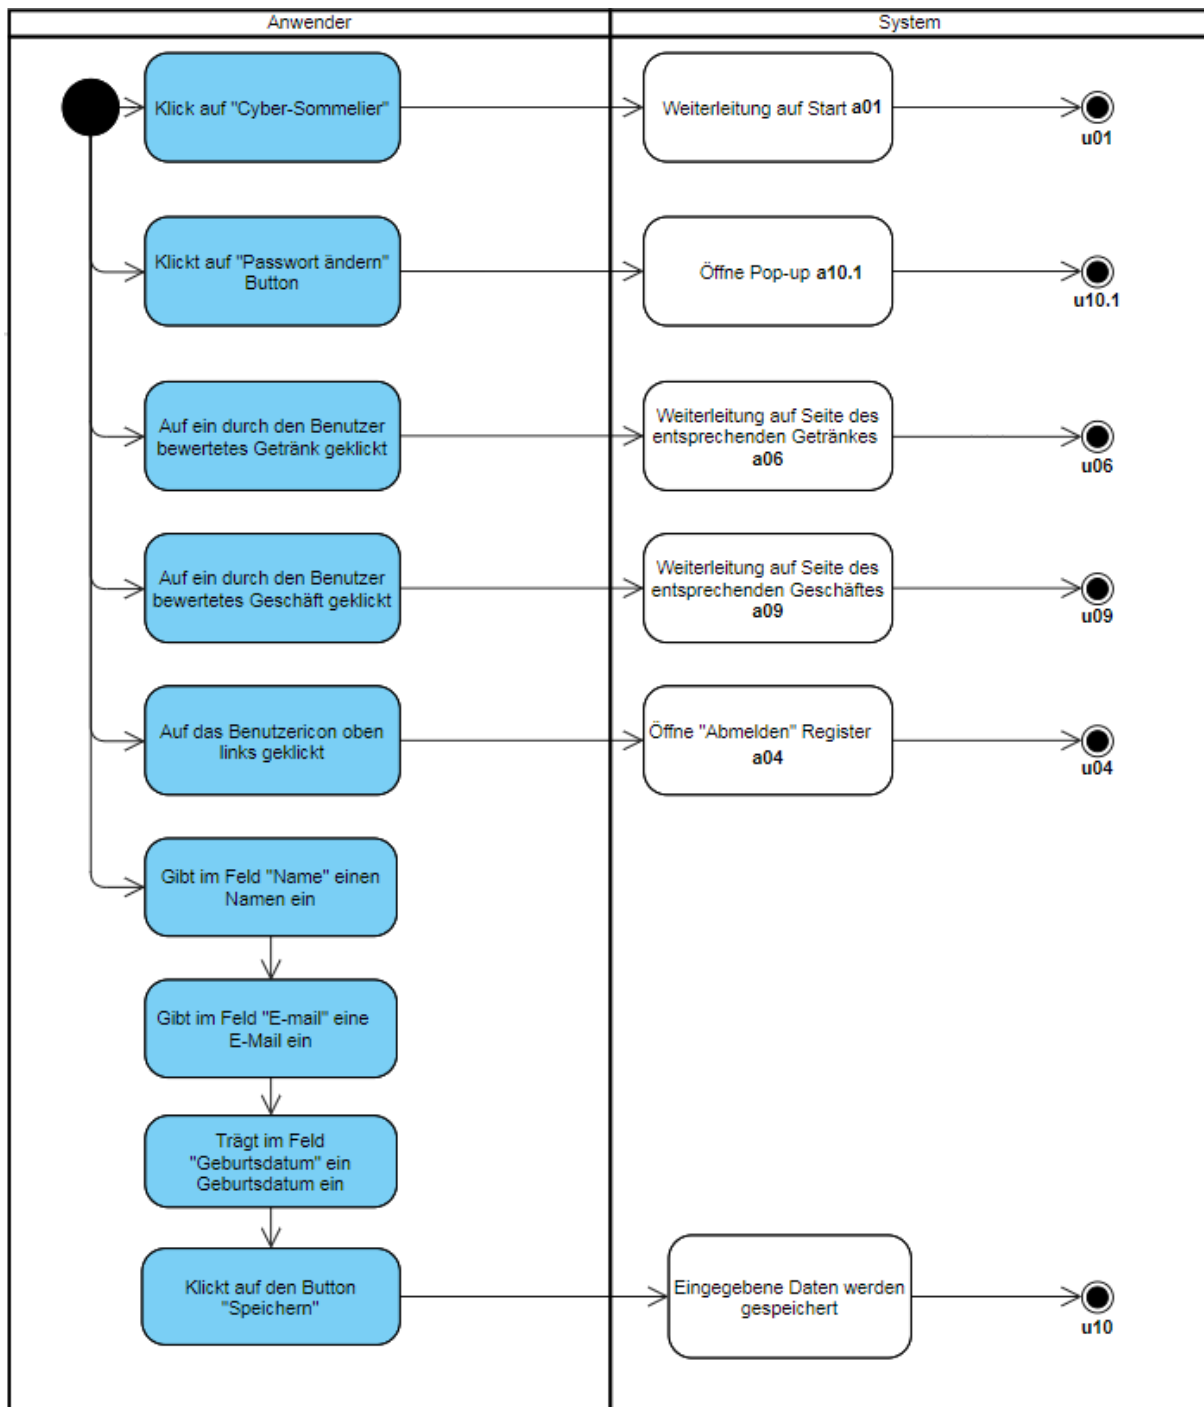 Anwender
System
Klick auf "Cyber-Sommelier"
Weiterleitung auf Start a01
u01
Klickt auf "Passwort ändern"
Button
Öffne Pop-up a10.1
u10.1
Auf ein durch den Benutzer
bewertetes Getränk geklickt
Weiterleitung auf Seite des
entsprechenden Getränkes
a06
u06
Auf ein durch den Benutzer
bewertetes Geschäft geklickt
Weiterleitung auf Seite des
entsprechenden Geschäftes
a09
u09
Auf das Benutzericon oben
links geklickt
Öffne "Abmelden" Register
a04
u04
Gibt im Feld "Name" einen
Namen ein
Gibt im Feld "E-mail" eine
E-Mail ein
Trägt im Feld
"Geburtsdatum" ein
Geburtsdatum ein
Klickt auf den Button
"Speichern"
Eingegebene Daten werden
gespeichert
u10